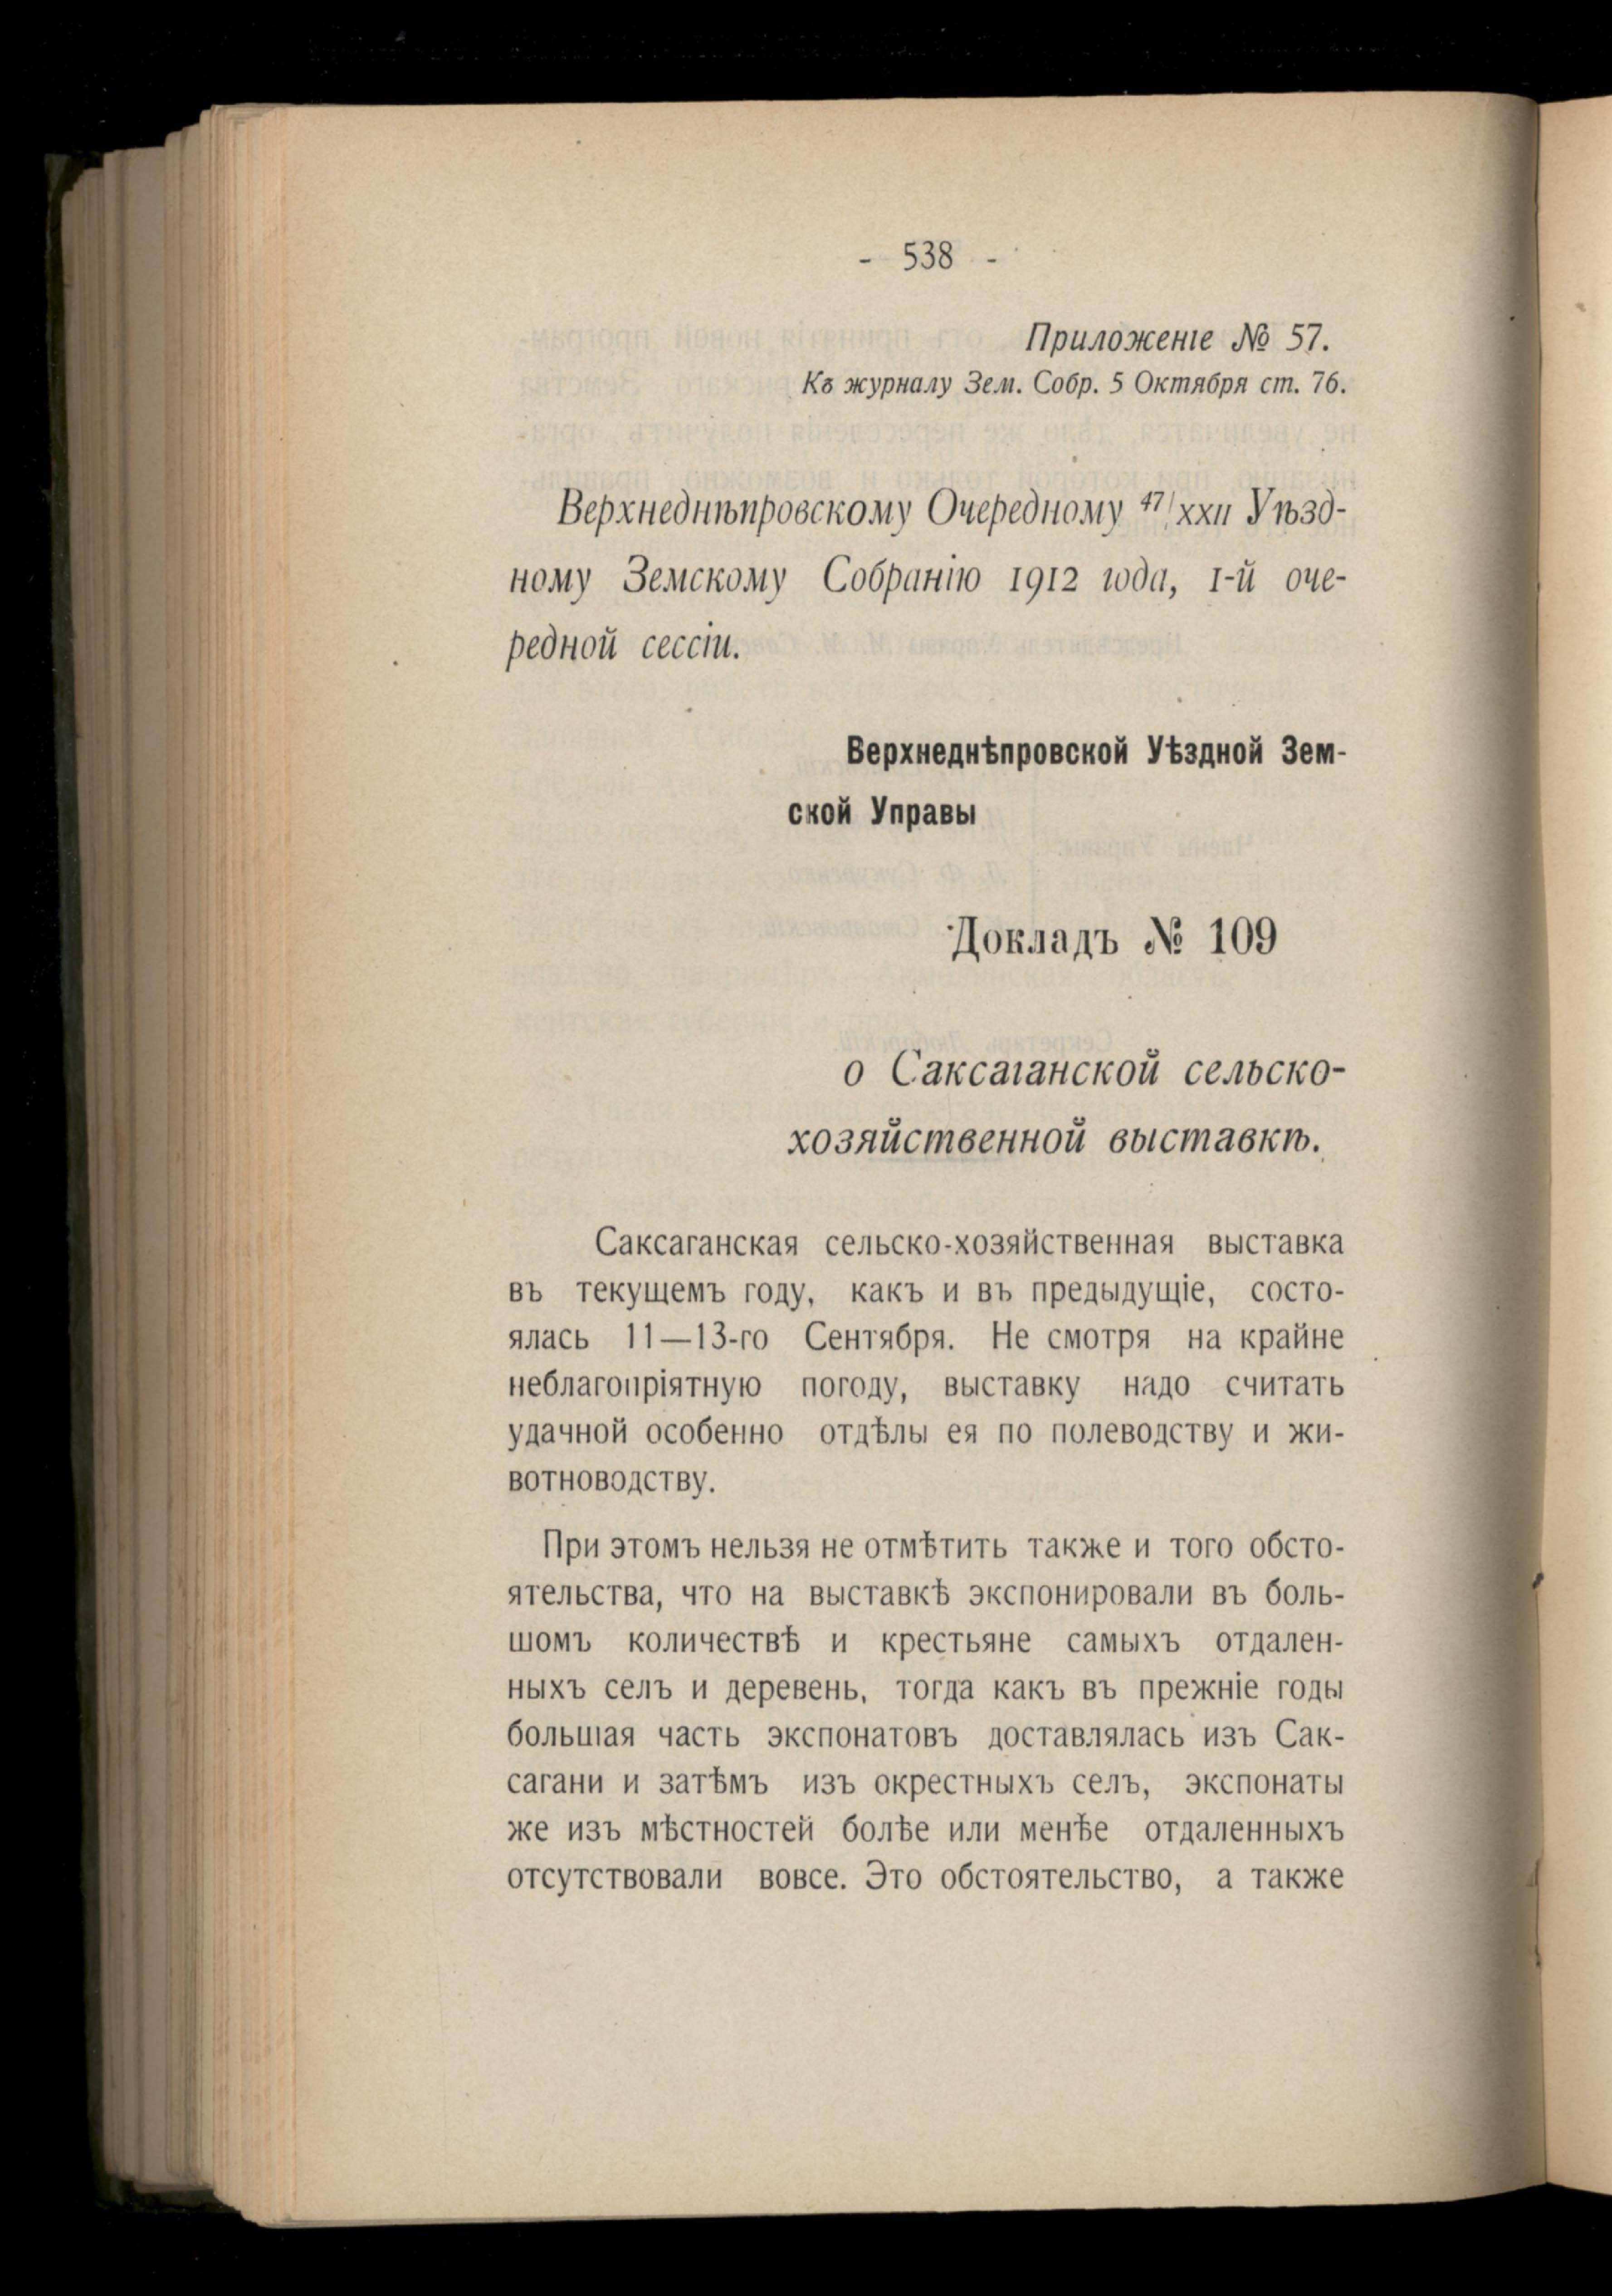 - 538 -
Приложеніе № 57.
Къ журналу Зем. Собр. 5 Октября ст. 76.
Верхнеднѣпровскому Очередному 47/XXII Уѣзд-
ному Земскому Собранію 1912 года, 1-й оче-
редной сессіи.
Верхнеднѣпровской Уѣздной Зем-
ской Управы
Докладъ № 109
о Саксаганской сельско-
хозяйственной выставкѣ.
Саксаганская сельско-хозяйственная выставка
въ текущемъ году, какъ и въ предыдущіе, состо-
ялась 11—13-го Сентября. Не смотря на крайне
неблагопріятную погоду, выставку надо считать
удачной особенно отдѣлы ея по полеводству и жи-
вотноводству.
При этомъ нельзя не отмѣтить также и того обсто-
ятельства, что на выставкѣ экспонировали въ боль-
шомъ количествѣ и крестьяне самыхъ отдален-
ныхъ селъ и деревень, тогда какъ въ прежніе годы
большая часть экспонатовъ доставлялась изъ Сак-
сагани и затѣмъ изъ окрестныхъ селъ, экспонаты
же изъ мѣстностей болѣе или менѣе отдаленныхъ
отсутствовали вовсе. Это обстоятельство, а также